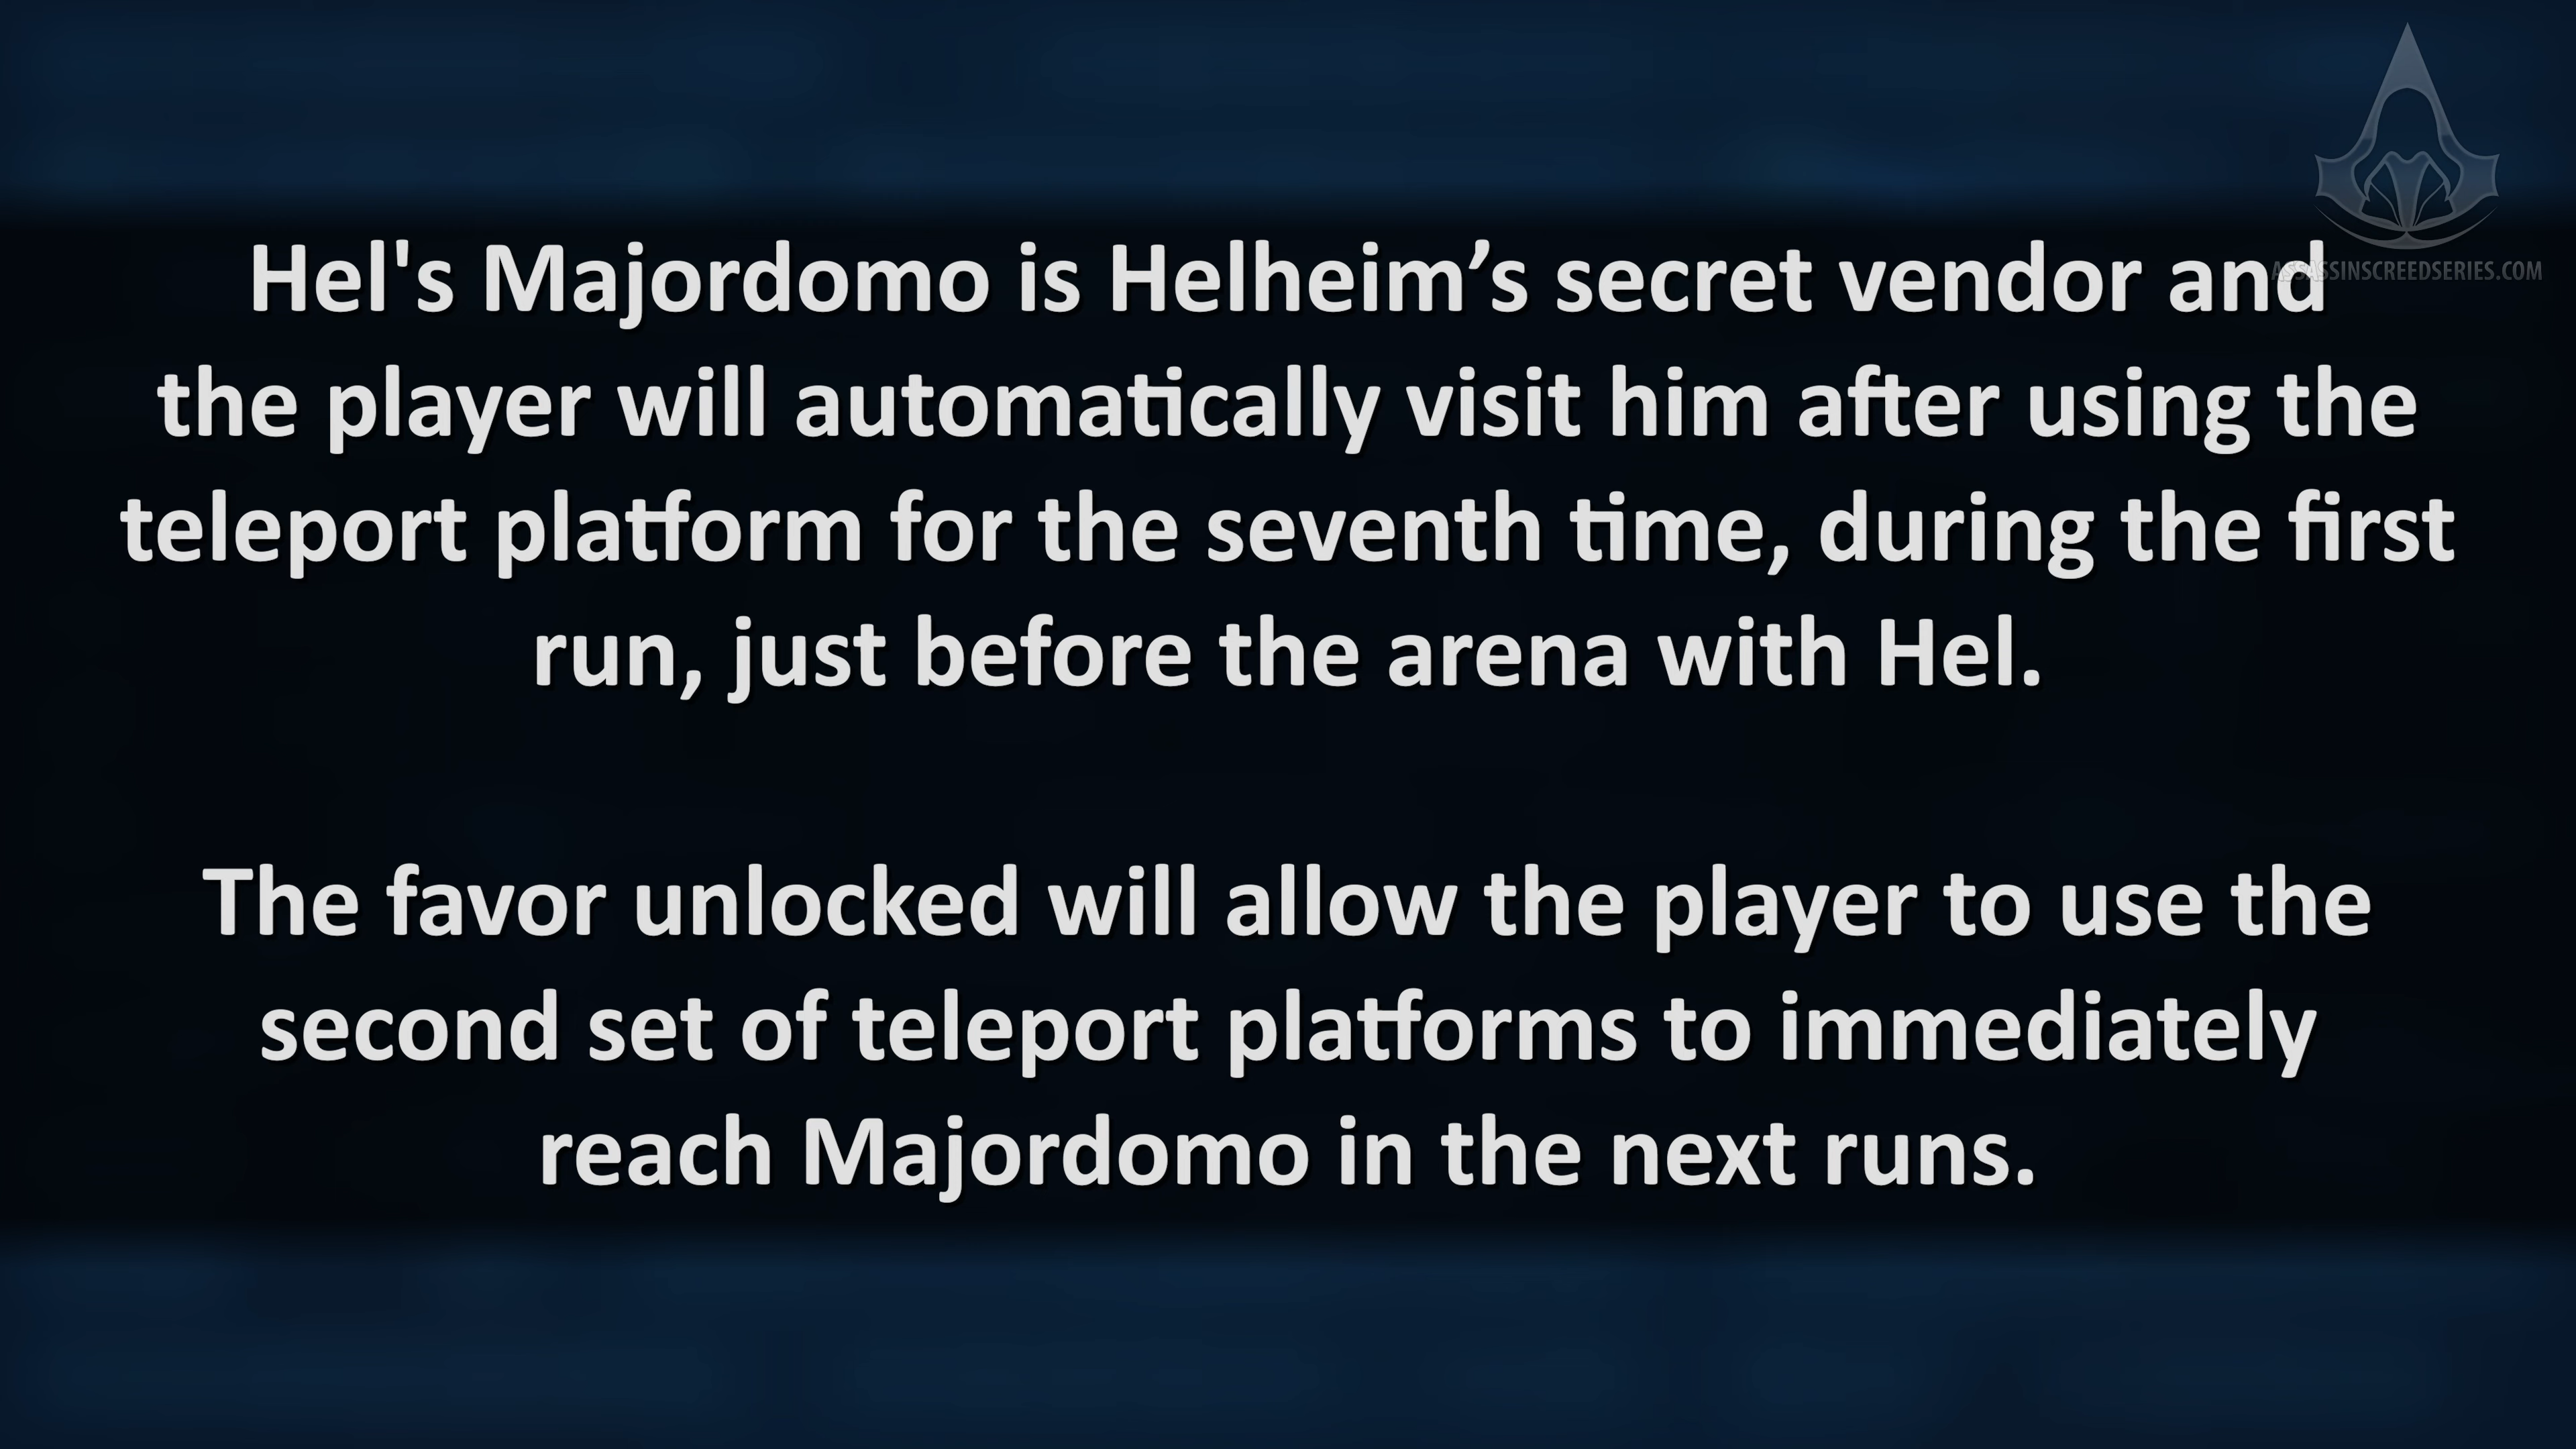 ASSASSINSCREEDSERIES.COM
Hel's Majordomo is Helheim’s secret vendor and
the player will automatically visit him after using the
teleport platform for the seventh time, during the first
run, just before the arena with Hel.
The favor unlocked will allow the player to use the
second set of teleport platforms to immediately
reach Majordomo in the next runs.